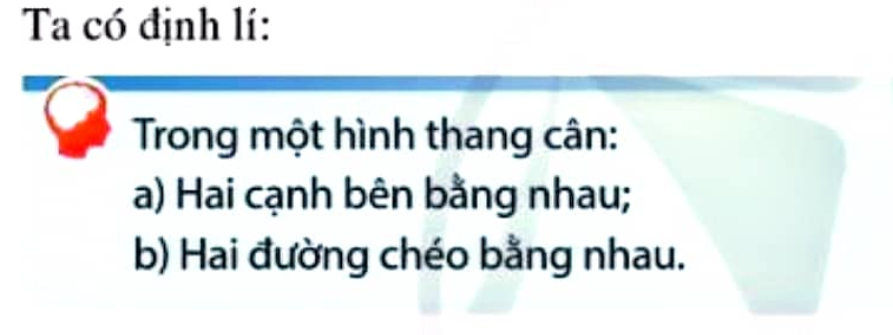 Ta có định lí:
Trong một hình thang cân:
a) Hai cạnh bên bằng nhau;
b) Hai đường chéo bằng nhau.